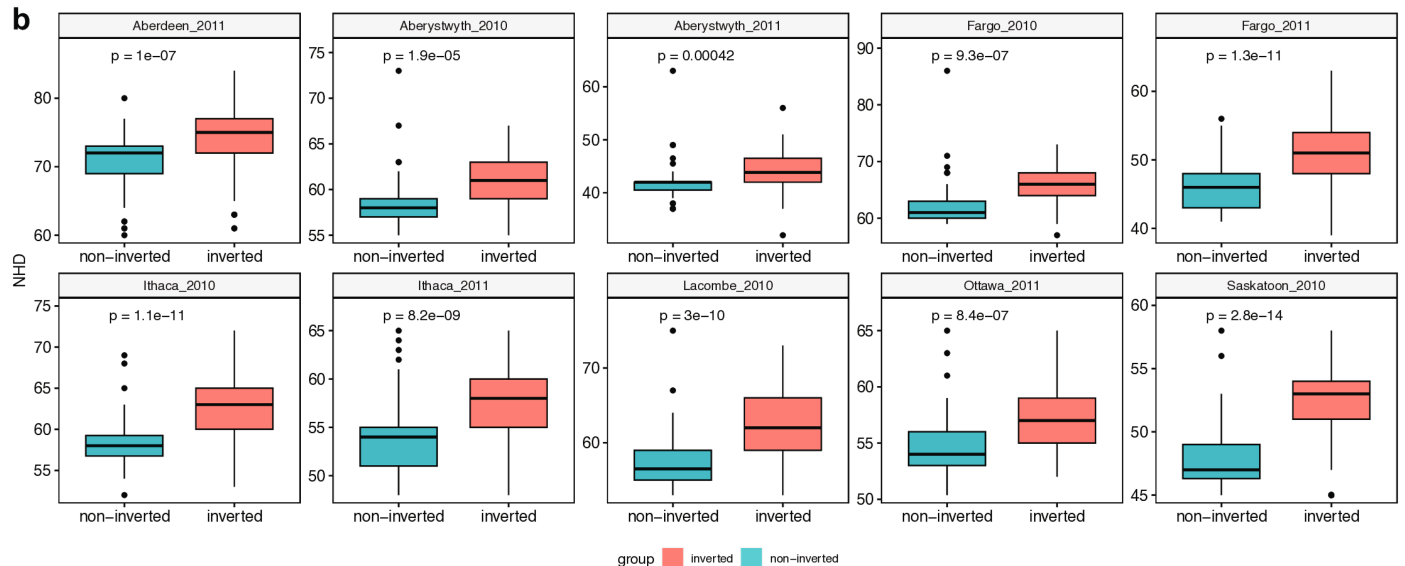 b
Aberdeen_2011 Aberystwyth_2010 Aberystwyth_2011 Fargo_2010 Fargo_2011
p = 1e−07 p = 1.9e−05 p = 0.00042 p = 9.3e−07 p = 1.3e−11
80 70 60
75 70 65 60 55
60 50 40
90 80 70 60
60 50 40
non−inverted inverted non−inverted inverted non−inverted inverted non−inverted inverted non−inverted inverted
NHD
Ithaca_2010 Ithaca_2011 Lacombe_2010 Ottawa_2011 Saskatoon_2010
p = 1.1e−11 p = 8.2e−09 p = 3e−10 p = 8.4e−07 p = 2.8e−14
75 70 65 60 55
65 60 55 50
70 60
65 60 55 50
60 55 50 45
non−inverted inverted non−inverted inverted non−inverted inverted non−inverted inverted non−inverted inverted
group inverted non−inverted